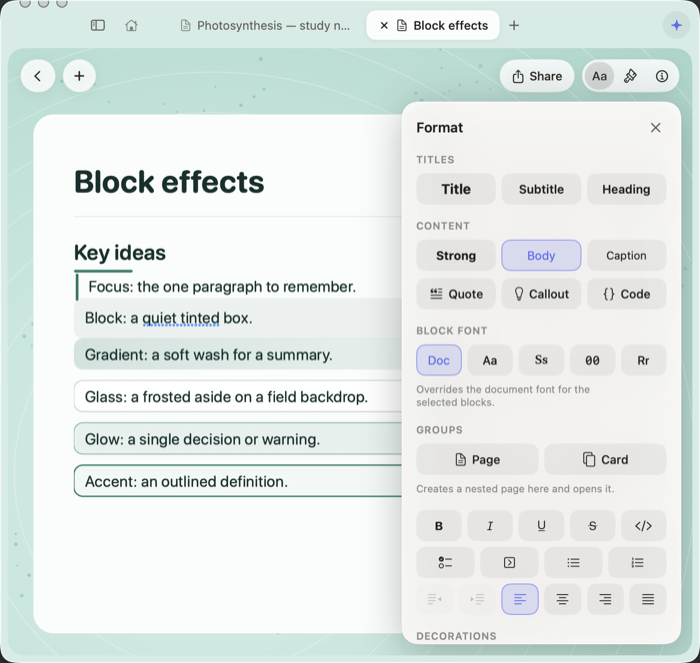 Photosynthesis — study n...
Block effects
Share
Aa
Block effects
Key ideas
Focus: the one paragraph to remember.
Block: a quiet tinted box.
Gradient: a soft wash for a summary.
Glass: a frosted aside on a field backdrop.
Glow: a single decision or warning.
Accent: an outlined definition.
Format
TITLES
Title Subtitle Heading
CONTENT
Strong Body Caption
Quote Callout {} Code
BLOCK FONT
Doc Aa Ss 00 Rr
Overrides the document font for the
selected blocks.
GROUPS
Page Card
Creates a nested page here and opens it.
B I U S </>
DECORATIONS